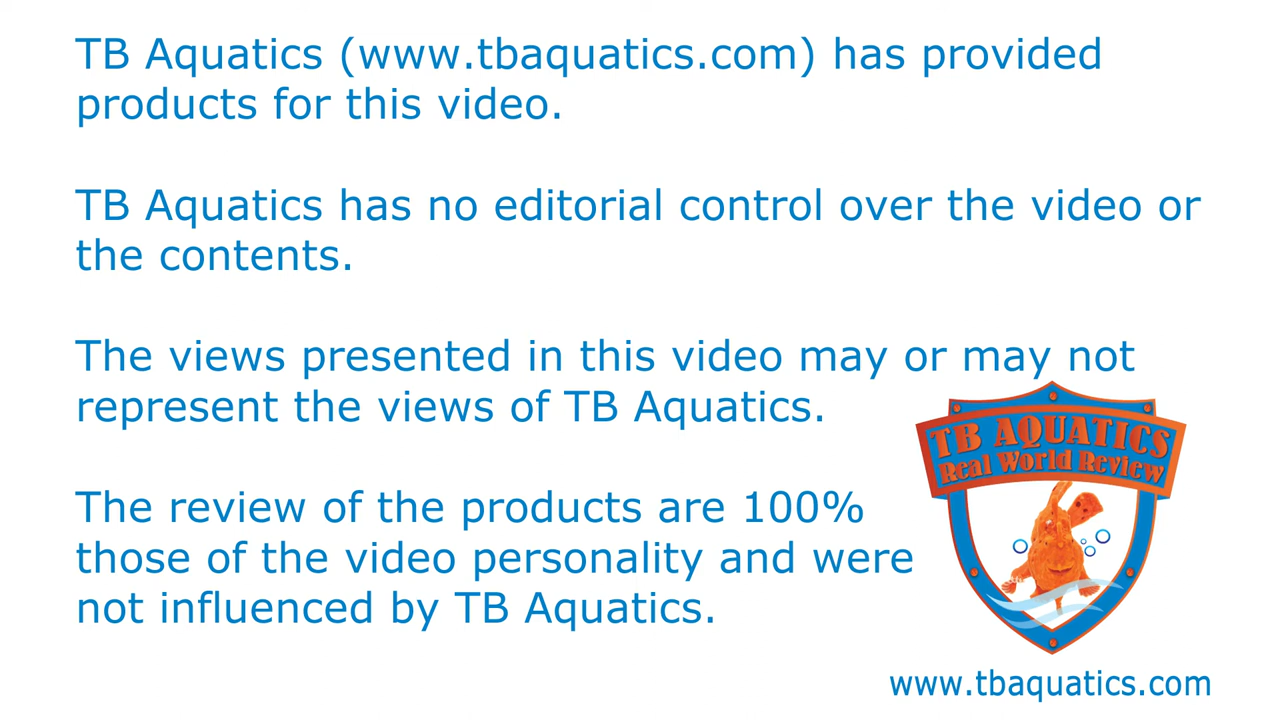 TB Aquatics (www.tbaquatics.com) has provided
products for this video.
TB Aquatics has no editorial control over the video or
the contents.
The views presented in this video may or may not
represent the views of TB Aquatics.
The review of the products are 100%
those of the video personality and were
not influenced by TB Aquatics.
TB AQUATICS
Real World Review
www.tbaquatics.com